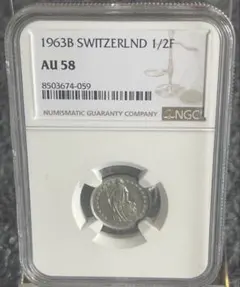 1963B SWITZERLND 1/2F
AU 58
8503674-059
NGC
NUMISMATIC GUARANTY COMPANY